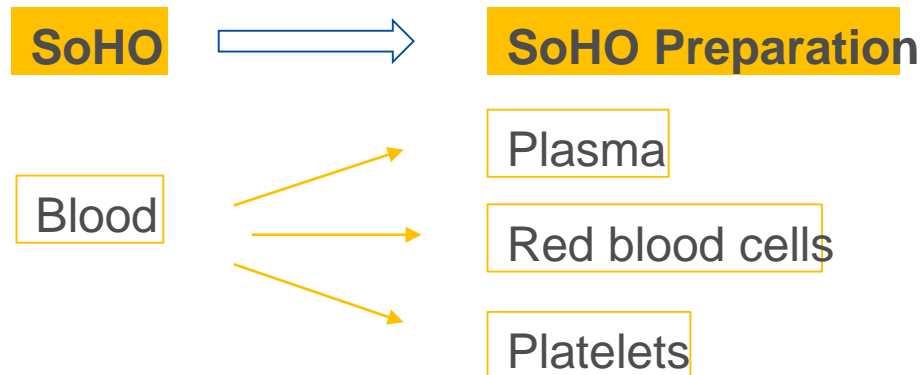 SoHO
SoHO Preparation
Plasma
Blood
Red blood cells
Platelets